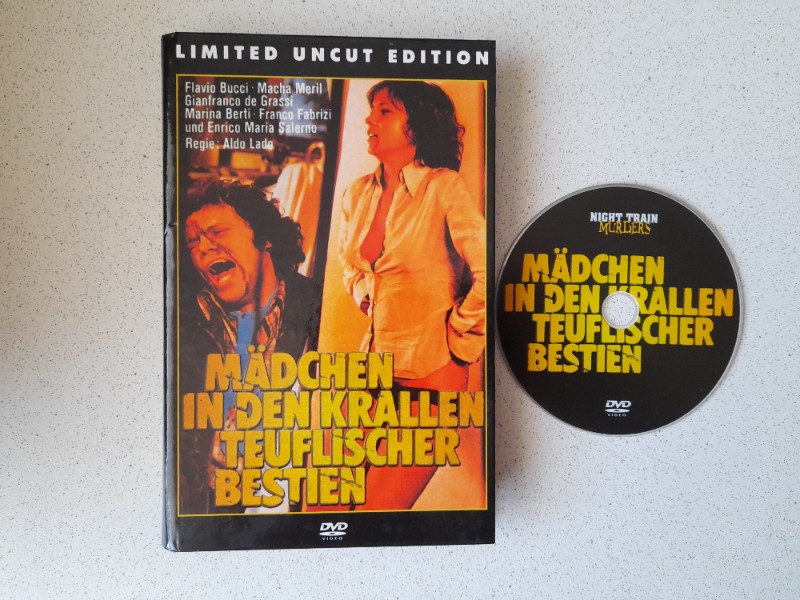 LIMITED UNCUT EDITION
Flavio Bucci · Macha Meril
Gianfranco de Grassi
Marina Berti · Franco Fabrizi
und Enrico Maria Salerno
Regie: Aldo Lado
MÄDCHEN
IN DEN KRALLEN
TEUFLISCHER
BESTIEN
DVD
VIDEO
NIGHT TRAIN
MURDERS
MÄDCHEN
IN DEN KRALLEN
TEUFLISCHER
BESTIEN
DVD
VIDEO